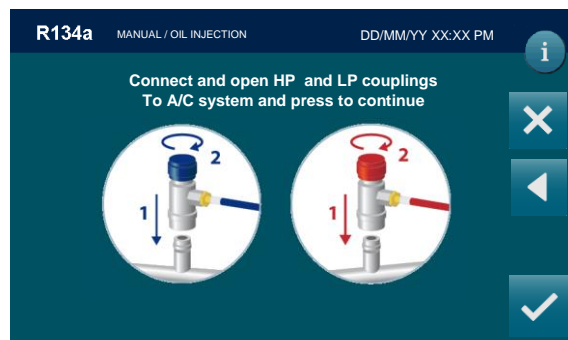 R134a MANUAL / OIL INJECTION DD/MM/YY XX:XX PM
i
Connect and open HP and LP couplings
To A/C system and press to continue
2 2
1 1